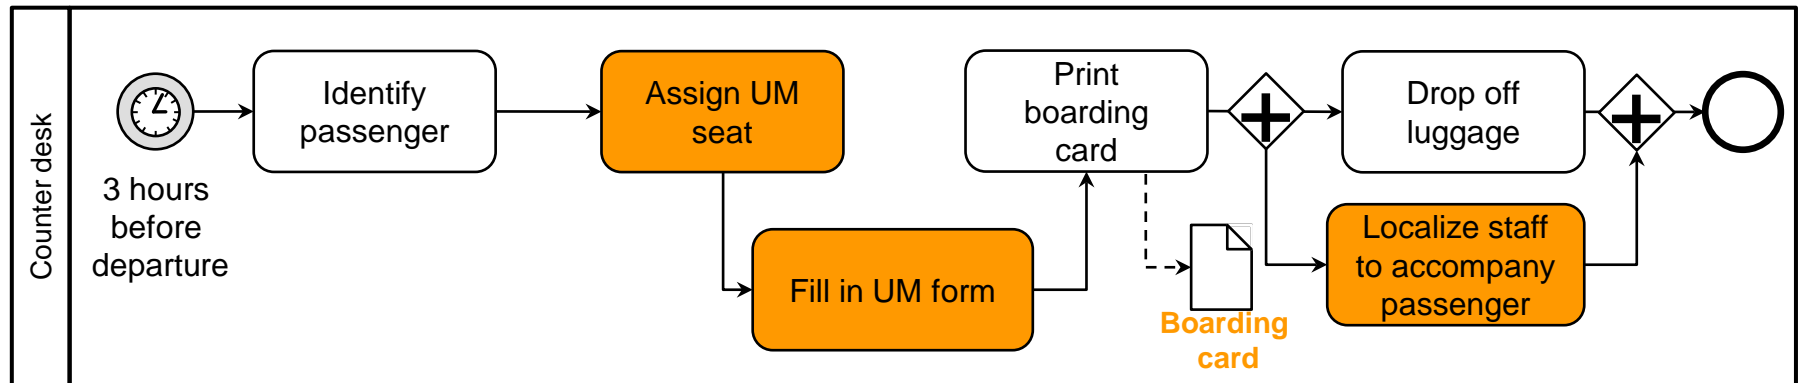 Counter desk
3 hours
before
departure
Identify
passenger
Assign UM
seat
Fill in UM form
Print
boarding
card
Boarding
card
Drop off
luggage
Localize staff
to accompany
passenger